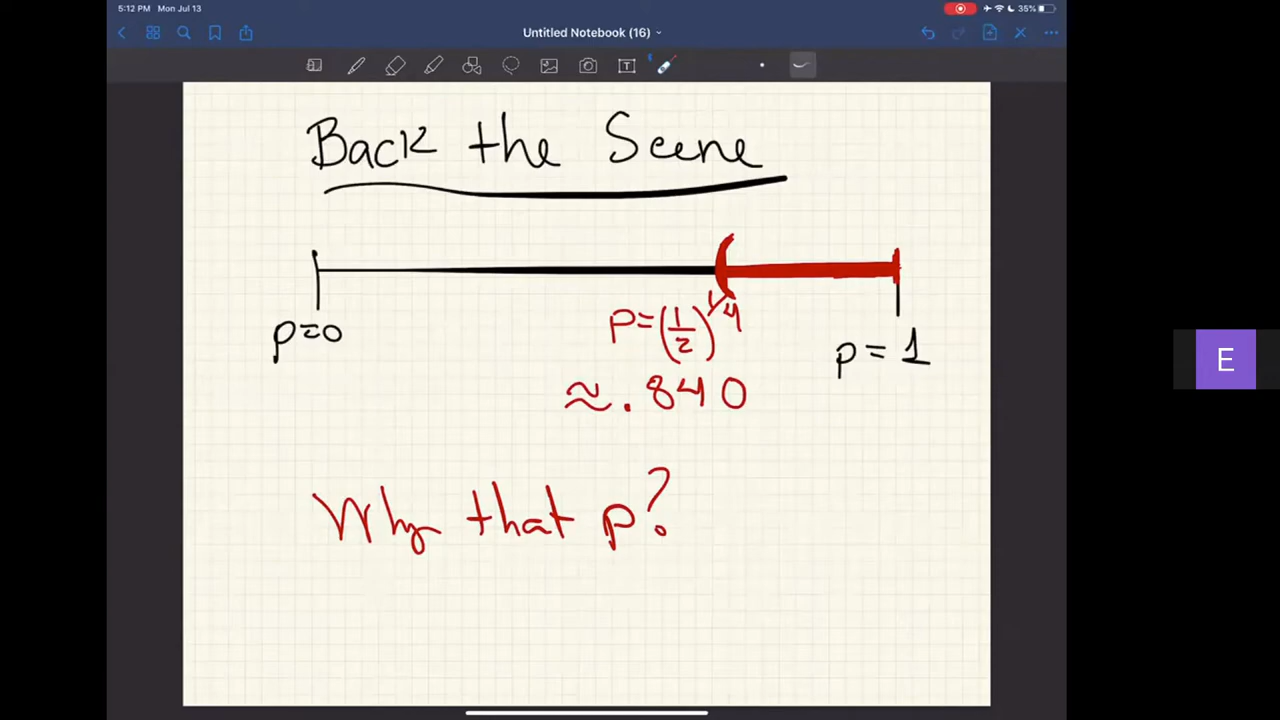 5:12 PM Mon Jul 13
35%
Untitled Notebook (16)
Back the Scene
p=0
p=(1/2)^1/4
p=1
≈.840
Why that p?
E